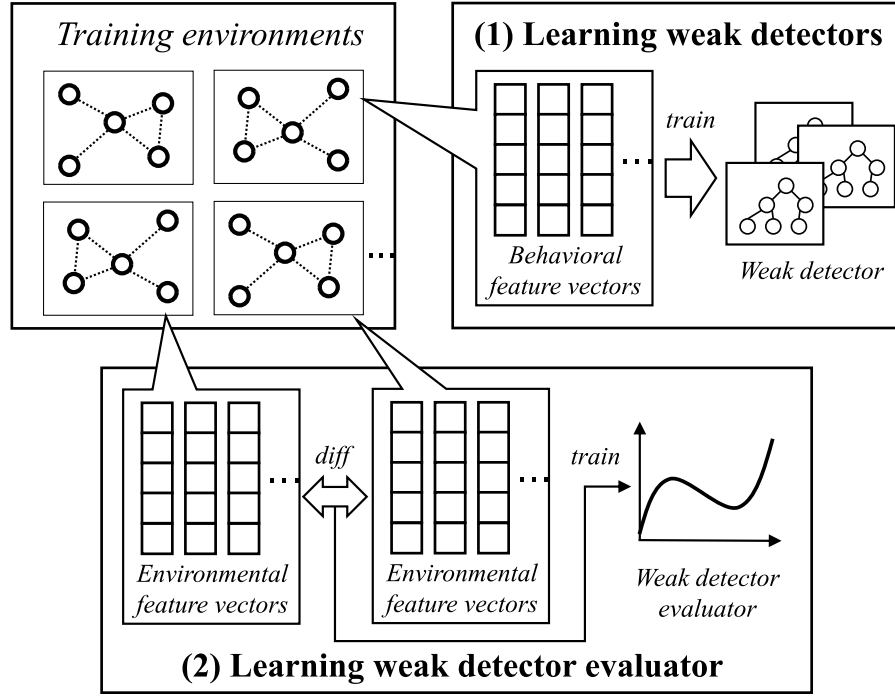 Training environments
(1) Learning weak detectors
train
Behavioral
feature vectors
Weak detector
diff
train
Environmental
feature vectors
Environmental
feature vectors
Weak detector
evaluator
(2) Learning weak detector evaluator